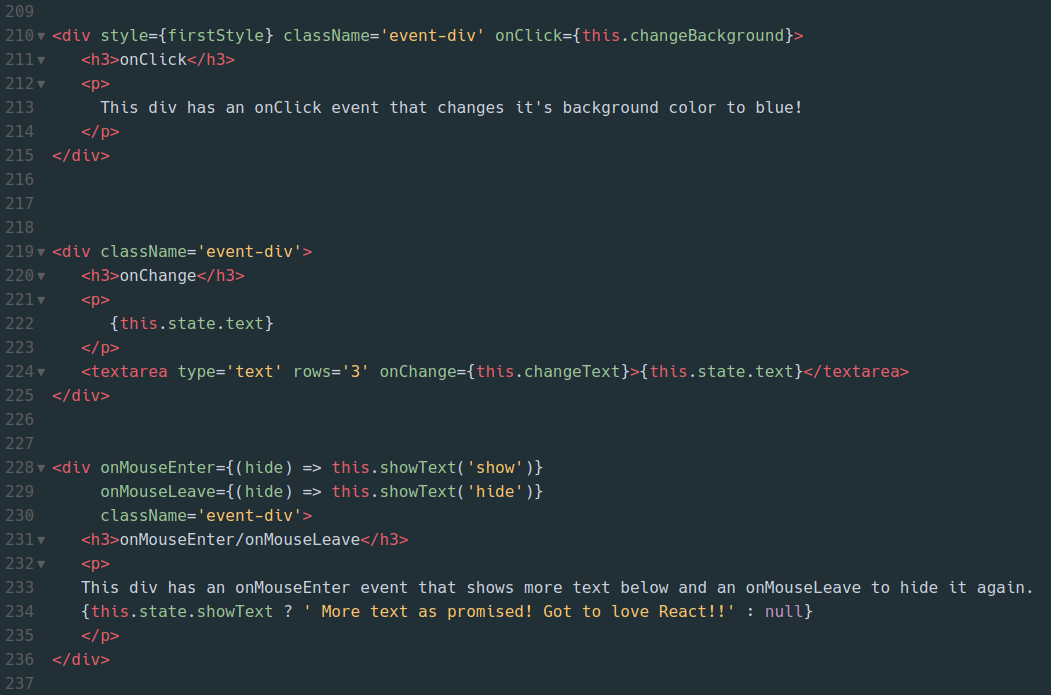 209
210 <div style={firstStyle} className='event-div' onClick={this.changeBackground}>
211    <h3>onClick</h3>
212    <p>
213      This div has an onClick event that changes it's background color to blue!
214    </p>
215 </div>
216
217
218
219 <div className='event-div'>
220    <h3>onChange</h3>
221    <p>
222       {this.state.text}
223    </p>
224    <textarea type='text' rows='3' onChange={this.changeText}>{this.state.text}</textarea>
225 </div>
226
227
228 <div onMouseEnter={(hide) => this.showText('show')}
229      onMouseLeave={(hide) => this.showText('hide')}
230      className='event-div'>
231    <h3>onMouseEnter/onMouseLeave</h3>
232    <p>
233    This div has an onMouseEnter event that shows more text below and an onMouseLeave to hide it again.
234    {this.state.showText ? ' More text as promised! Got to love React!!' : null}
235    </p>
236 </div>
237